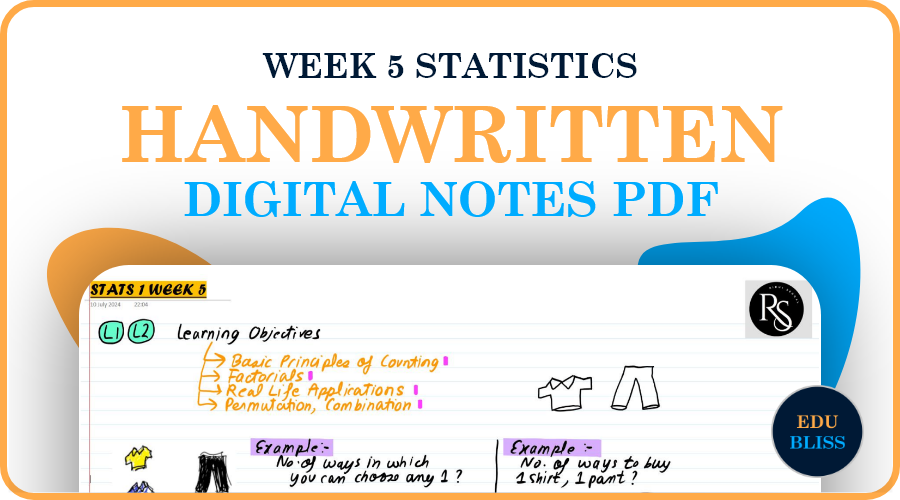 WEEK 5 STATISTICS
HANDWRITTEN
DIGITAL NOTES PDF
STATS 1 WEEK 5
10 July 2024 22:04
RS
L1 L2 Learning Objectives
Basic Principles of Counting
Factorials
Real Life Applications
Permutation, Combination
EDU
BLISS
Example:-
No. of ways in which
you can choose any 1 ?
Example :-
No. of ways to buy
1 shirt, 1 pant ?